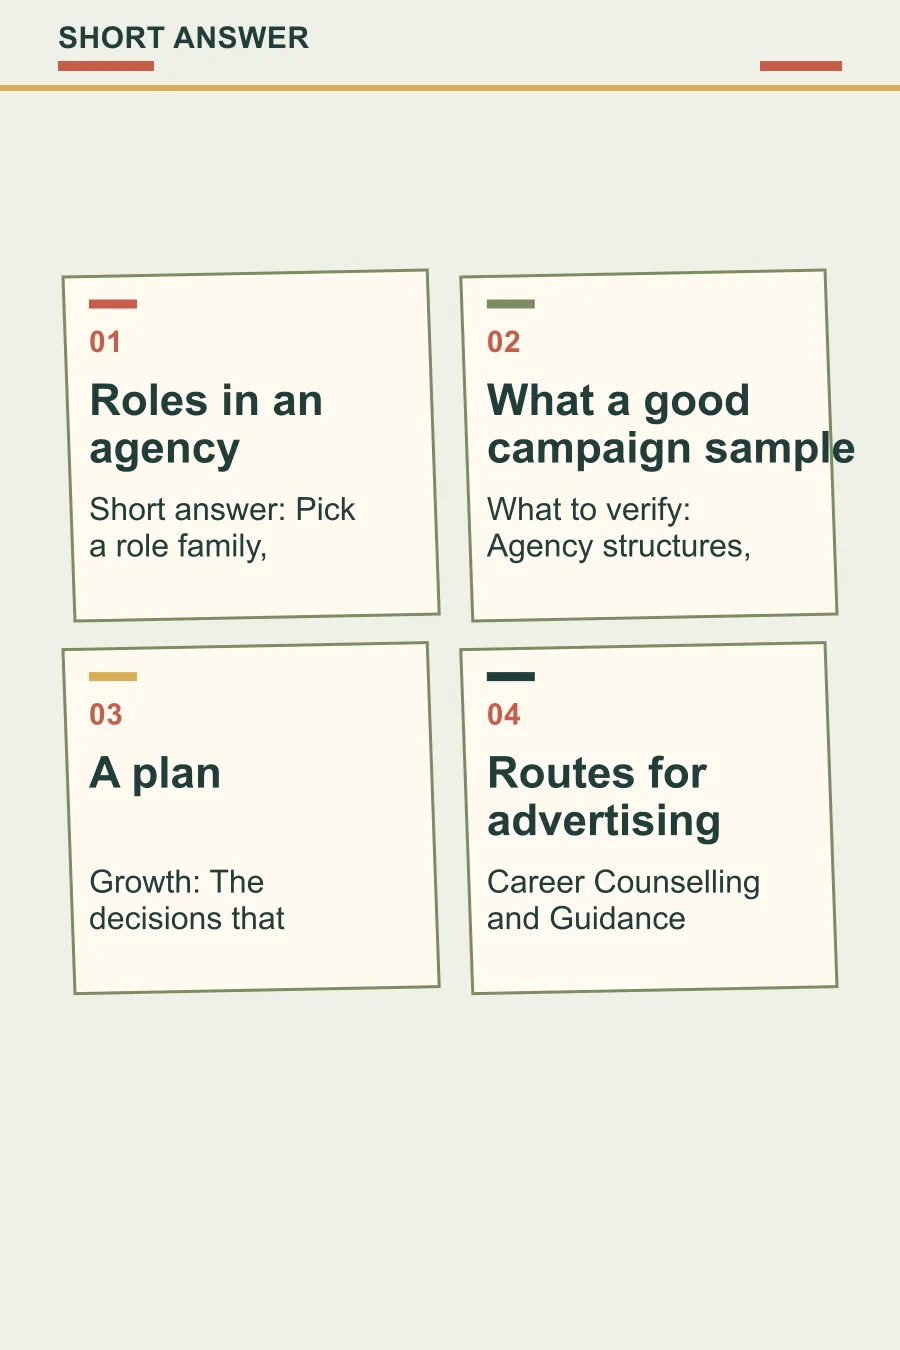 SHORT ANSWER
01
Roles in an
agency
Short answer: Pick
a role family,
02
What a good
campaign sample
What to verify:
Agency structures,
03
A plan
Growth: The
decisions that
04
Routes for
advertising
Career Counselling
and Guidance